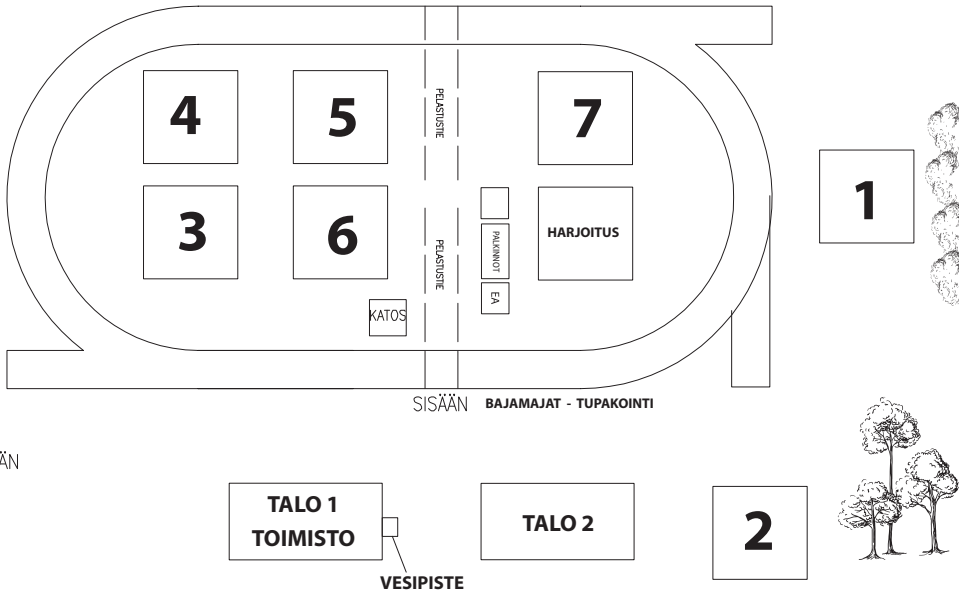 4
5
PELASTUSTIE
7
1
3
6
PELASTUSTIE
PALKINNOT
HARJOITUS
EA
KATOS
SISÄÄN
BAJAMAJAT - TUPAKOINTI
ÄN
TALO 1
TOIMISTO
TALO 2
2
VESIPISTE